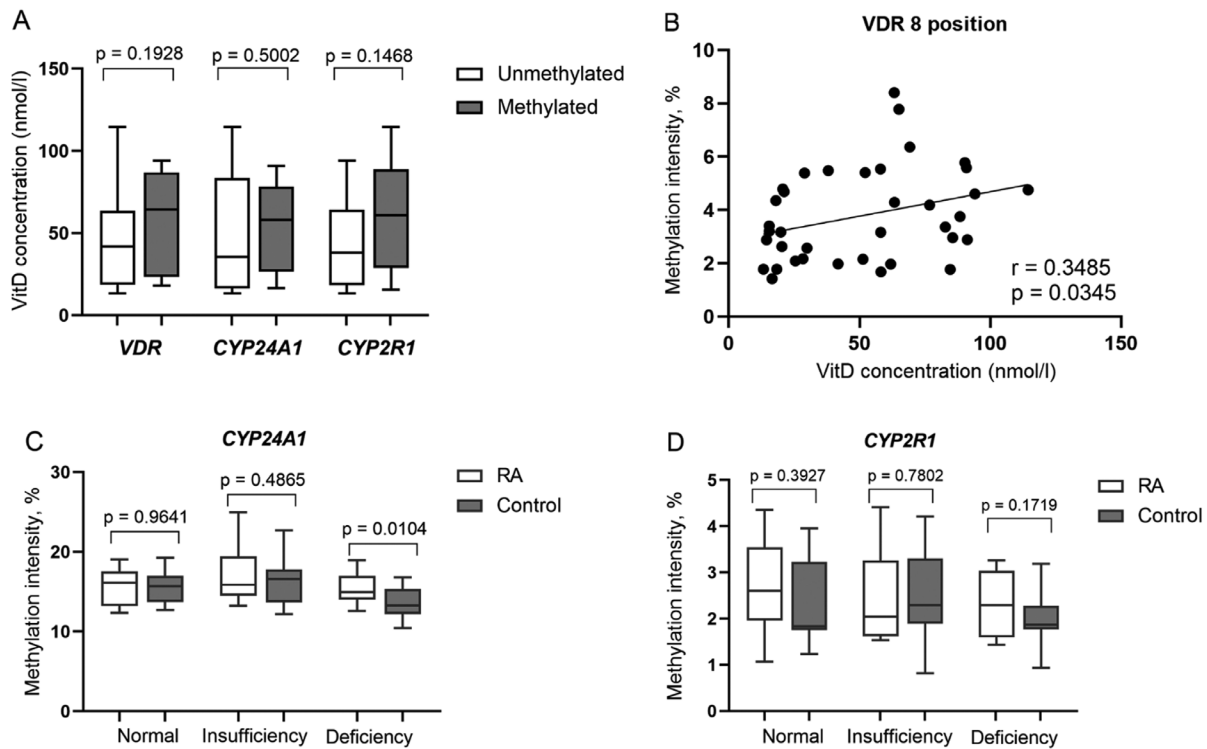 A
p = 0.1928
p = 0.5002
p = 0.1468
VitD concentration (nmol/l)
150
100
50
0
VDR
CYP24A1
CYP2R1
Unmethylated
Methylated
B
VDR 8 position
Methylation intensity, %
10
8
6
4
2
0
r = 0.3485
p = 0.0345
0
50
100
150
VitD concentration (nmol/l)
C
CYP24A1
Methylation intensity, %
30
20
10
0
p = 0.9641
p = 0.4865
p = 0.0104
RA
Control
Normal
Insufficiency
Deficiency
D
CYP2R1
Methylation intensity, %
5
4
3
2
1
0
p = 0.3927
p = 0.7802
p = 0.1719
RA
Control
Normal
Insufficiency
Deficiency